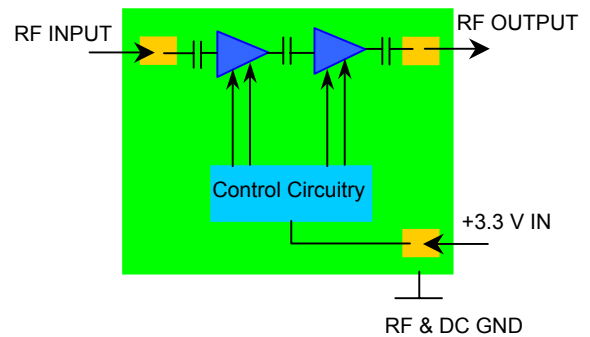 RF INPUT
RF OUTPUT
Control Circuitry
+3.3 V IN
RF & DC GND